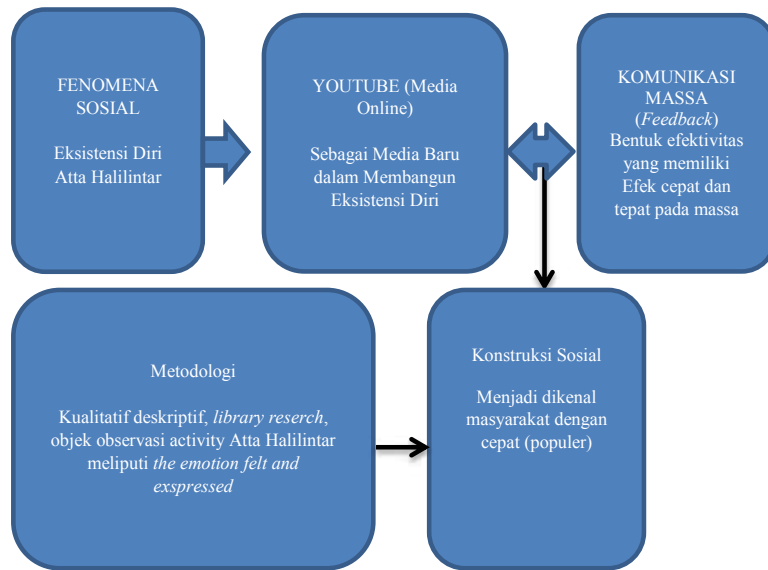 FENOMENA
SOSIAL
Eksistensi Diri
Atta Halilintar
YOUTUBE (Media
Online)
Sebagai Media Baru
dalam Membangun
Eksistensi Diri
KOMUNIKASI
MASSA
(Feedback)
Bentuk efektivitas
yang memiliki
Efek cepat dan
tepat pada massa
Metodologi
Kualitatif deskriptif, library reserch,
objek observasi activity Atta Halilintar
meliputi the emotion felt and
exspressed
Konstruksi Sosial
Menjadi dikenal
masyarakat dengan
cepat (populer)